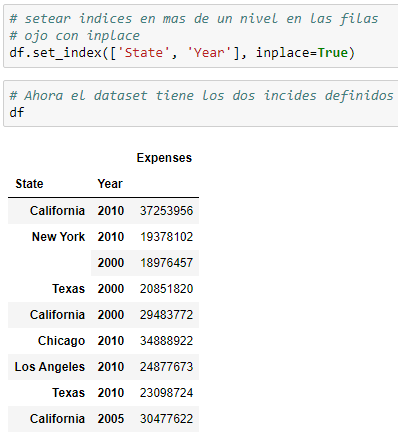 # setear indices en mas de un nivel en las filas
# ojo con inplace
df.set_index(['State', 'Year'], inplace=True)
# Ahora el dataset tiene los dos incides definidos
df
Expenses
State Year
California 2010 37253956
New York 2010 19378102
2000 18976457
Texas 2000 20851820
California 2000 29483772
Chicago 2010 34888922
Los Angeles 2010 24877673
Texas 2010 23098724
California 2005 30477622